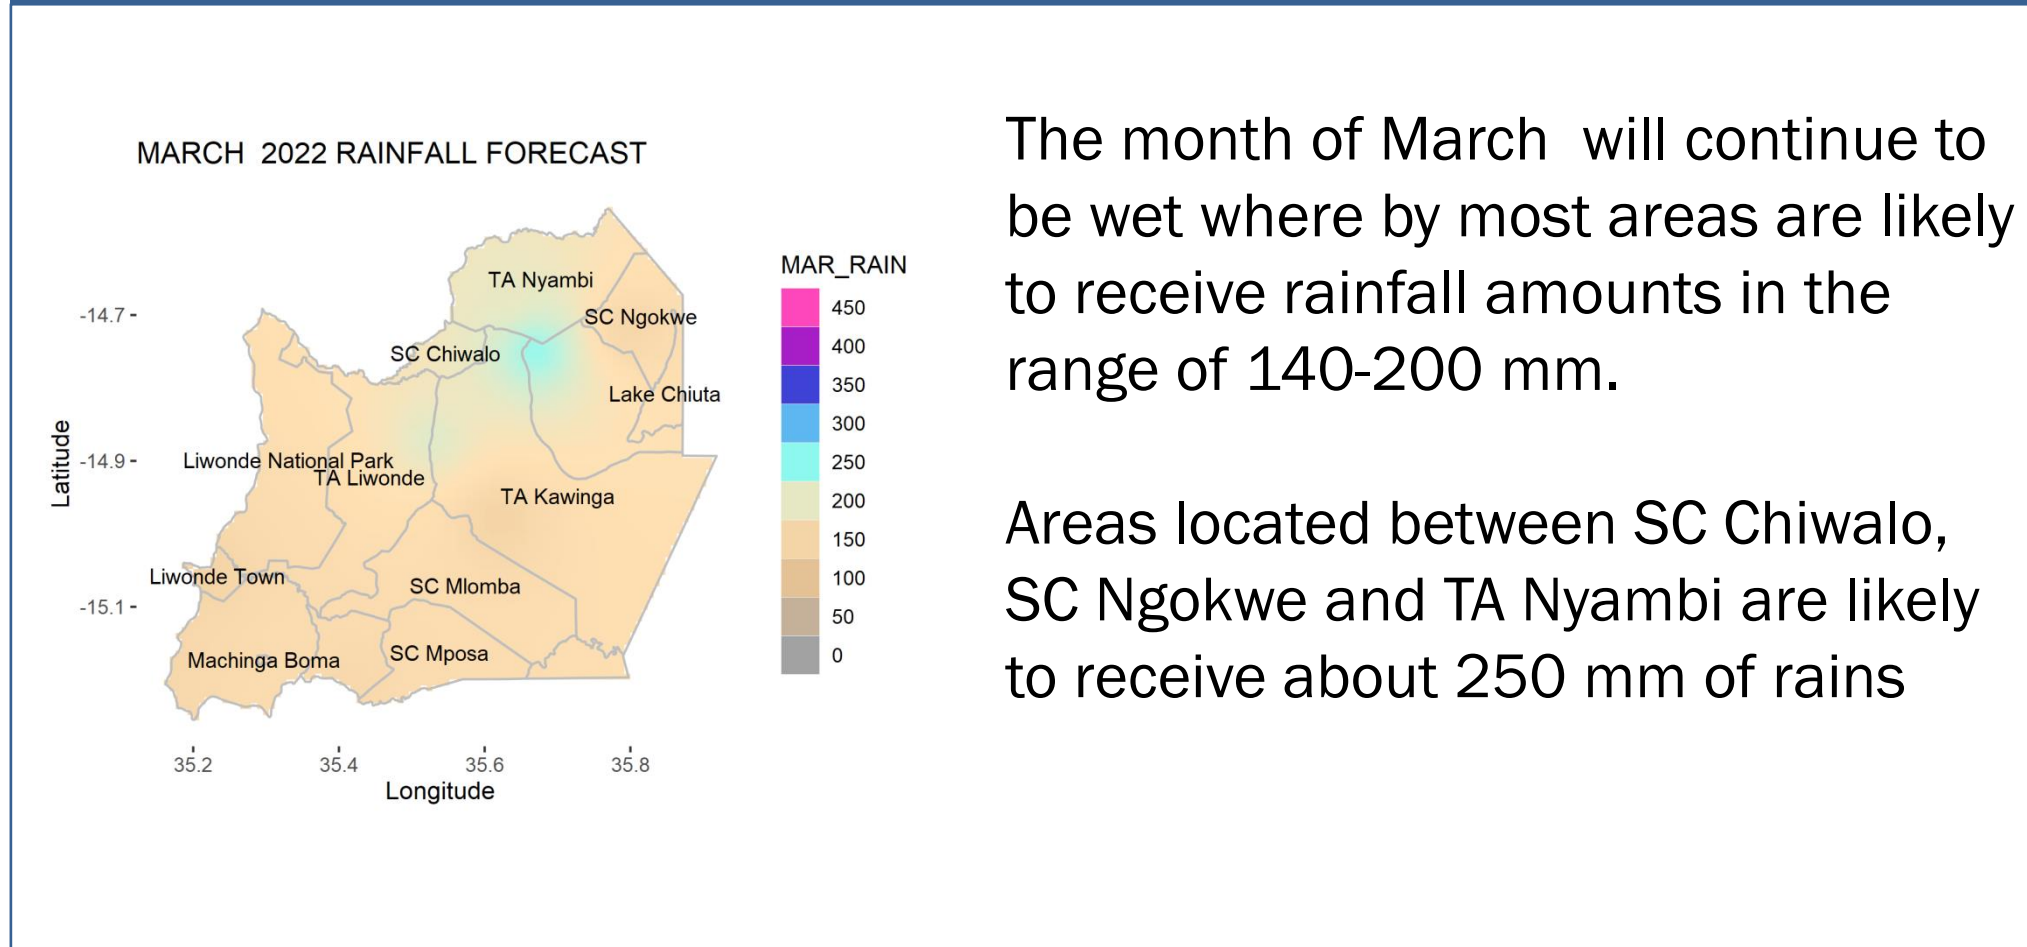 MARCH  2022 RAINFALL FORECAST
TA Nyambi
SC Ngokwe
SC Chiwalo
Lake Chiuta
Liwonde National Park
TA Liwonde
TA Kawinga
Liwonde Town
SC Mlomba
Machinga Boma
SC Mposa
Latitude
-14.7
-14.9
-15.1
35.2
35.4
35.6
35.8
Longitude
MAR_RAIN
450
400
350
300
250
200
150
100
50
0
The month of March  will continue to
be wet where by most areas are likely
to receive rainfall amounts in the
range of 140-200 mm.
Areas located between SC Chiwalo,
SC Ngokwe and TA Nyambi are likely
to receive about 250 mm of rains